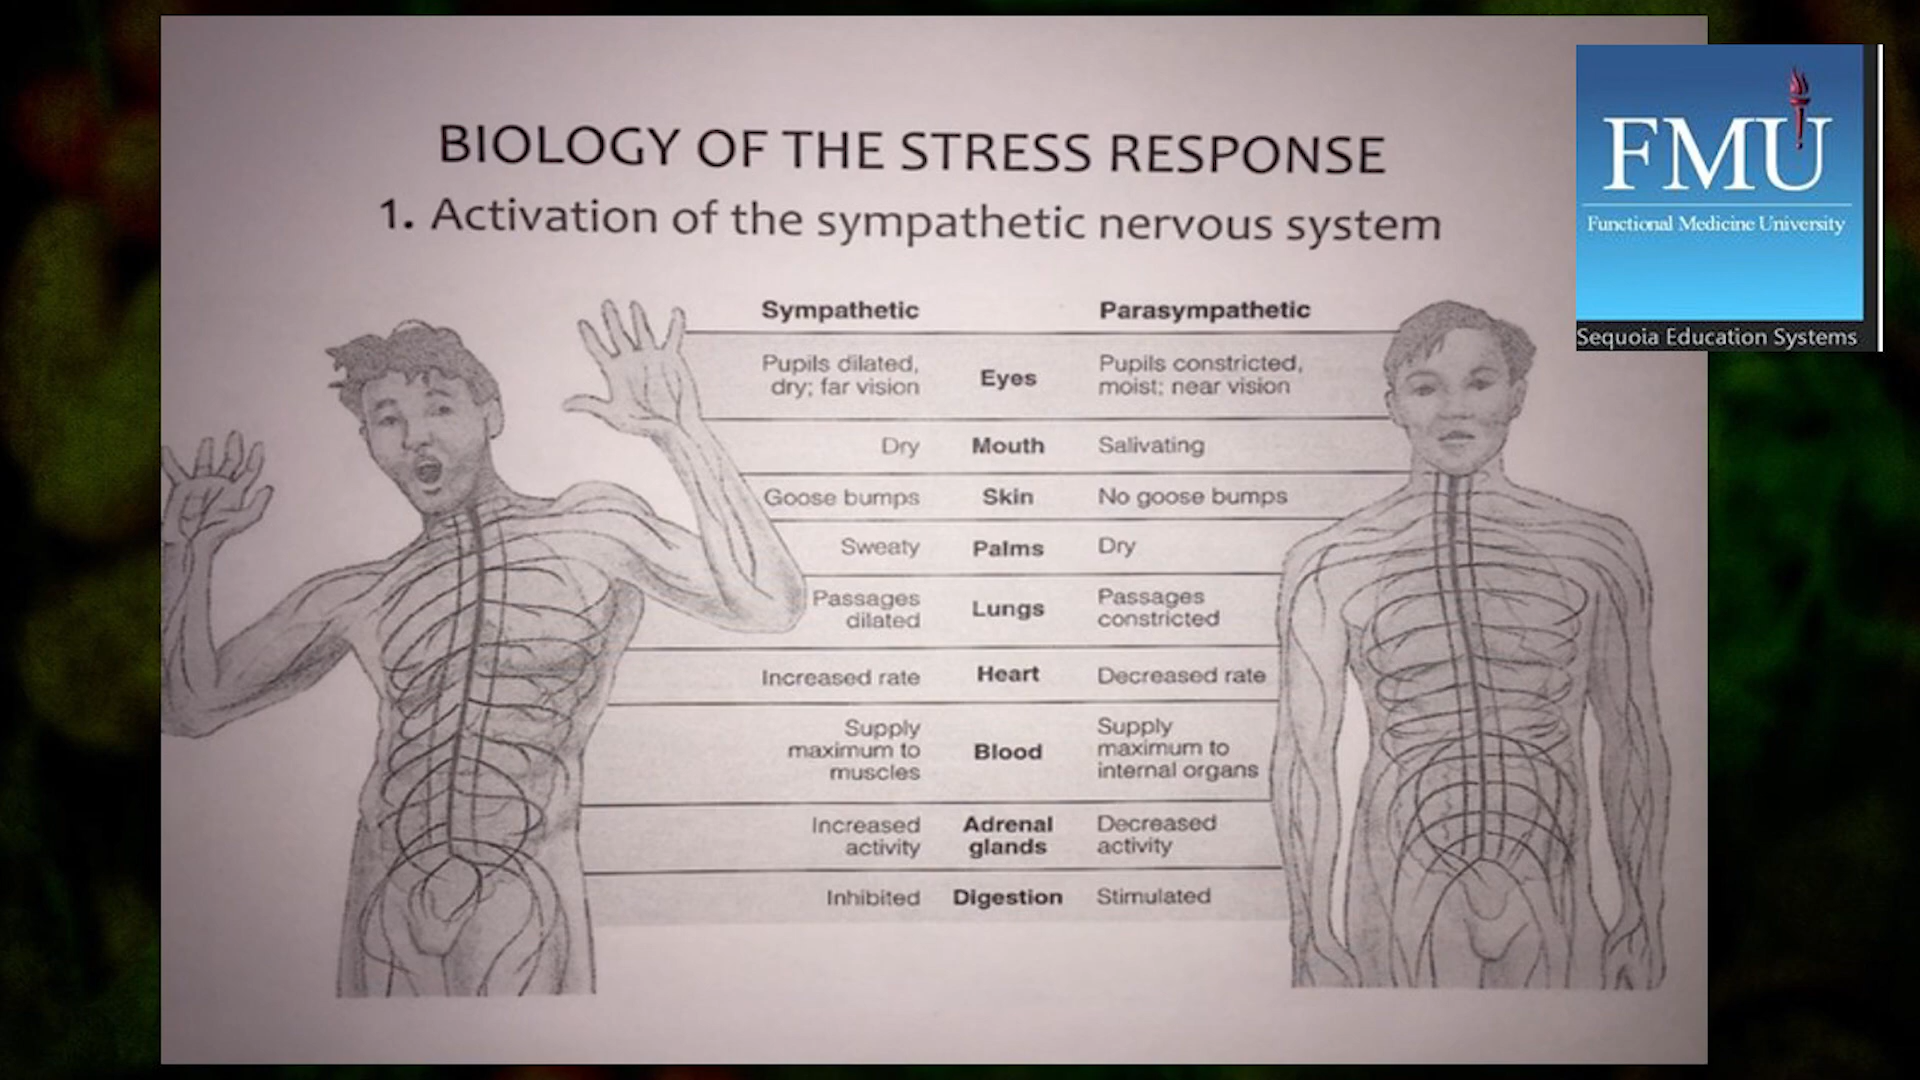 BIOLOGY OF THE STRESS RESPONSE
1. Activation of the sympathetic nervous system
Sympathetic
Parasympathetic
Pupils dilated,
dry; far vision
Eyes
Pupils constricted,
moist; near vision
Dry
Mouth
Salivating
Goose bumps
Skin
No goose bumps
Sweaty
Palms
Dry
Passages
dilated
Lungs
Passages
constricted
Increased rate
Heart
Decreased rate
Supply
maximum to
muscles
Blood
Supply
maximum to
internal organs
Increased
activity
Adrenal
glands
Decreased
activity
Inhibited
Digestion
Stimulated
FMU
Functional Medicine University
Sequoia Education Systems